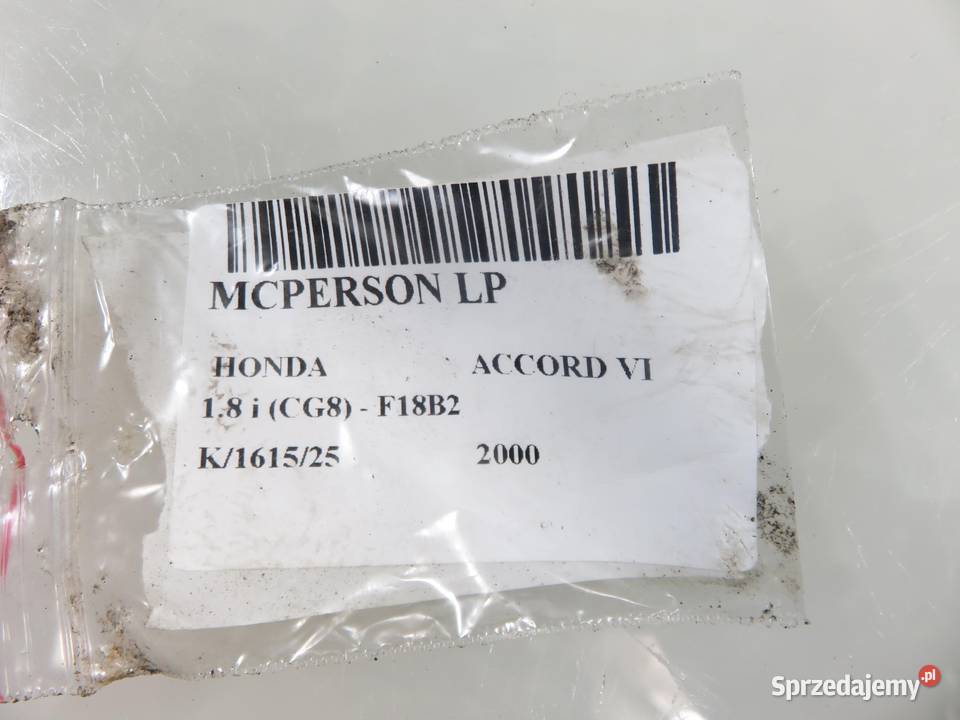 MCPERSON LP
HONDA ACCORD VI
1.8 i (CG8) - F18B2
K/1615/25 2000
Sprzedajemy.pl